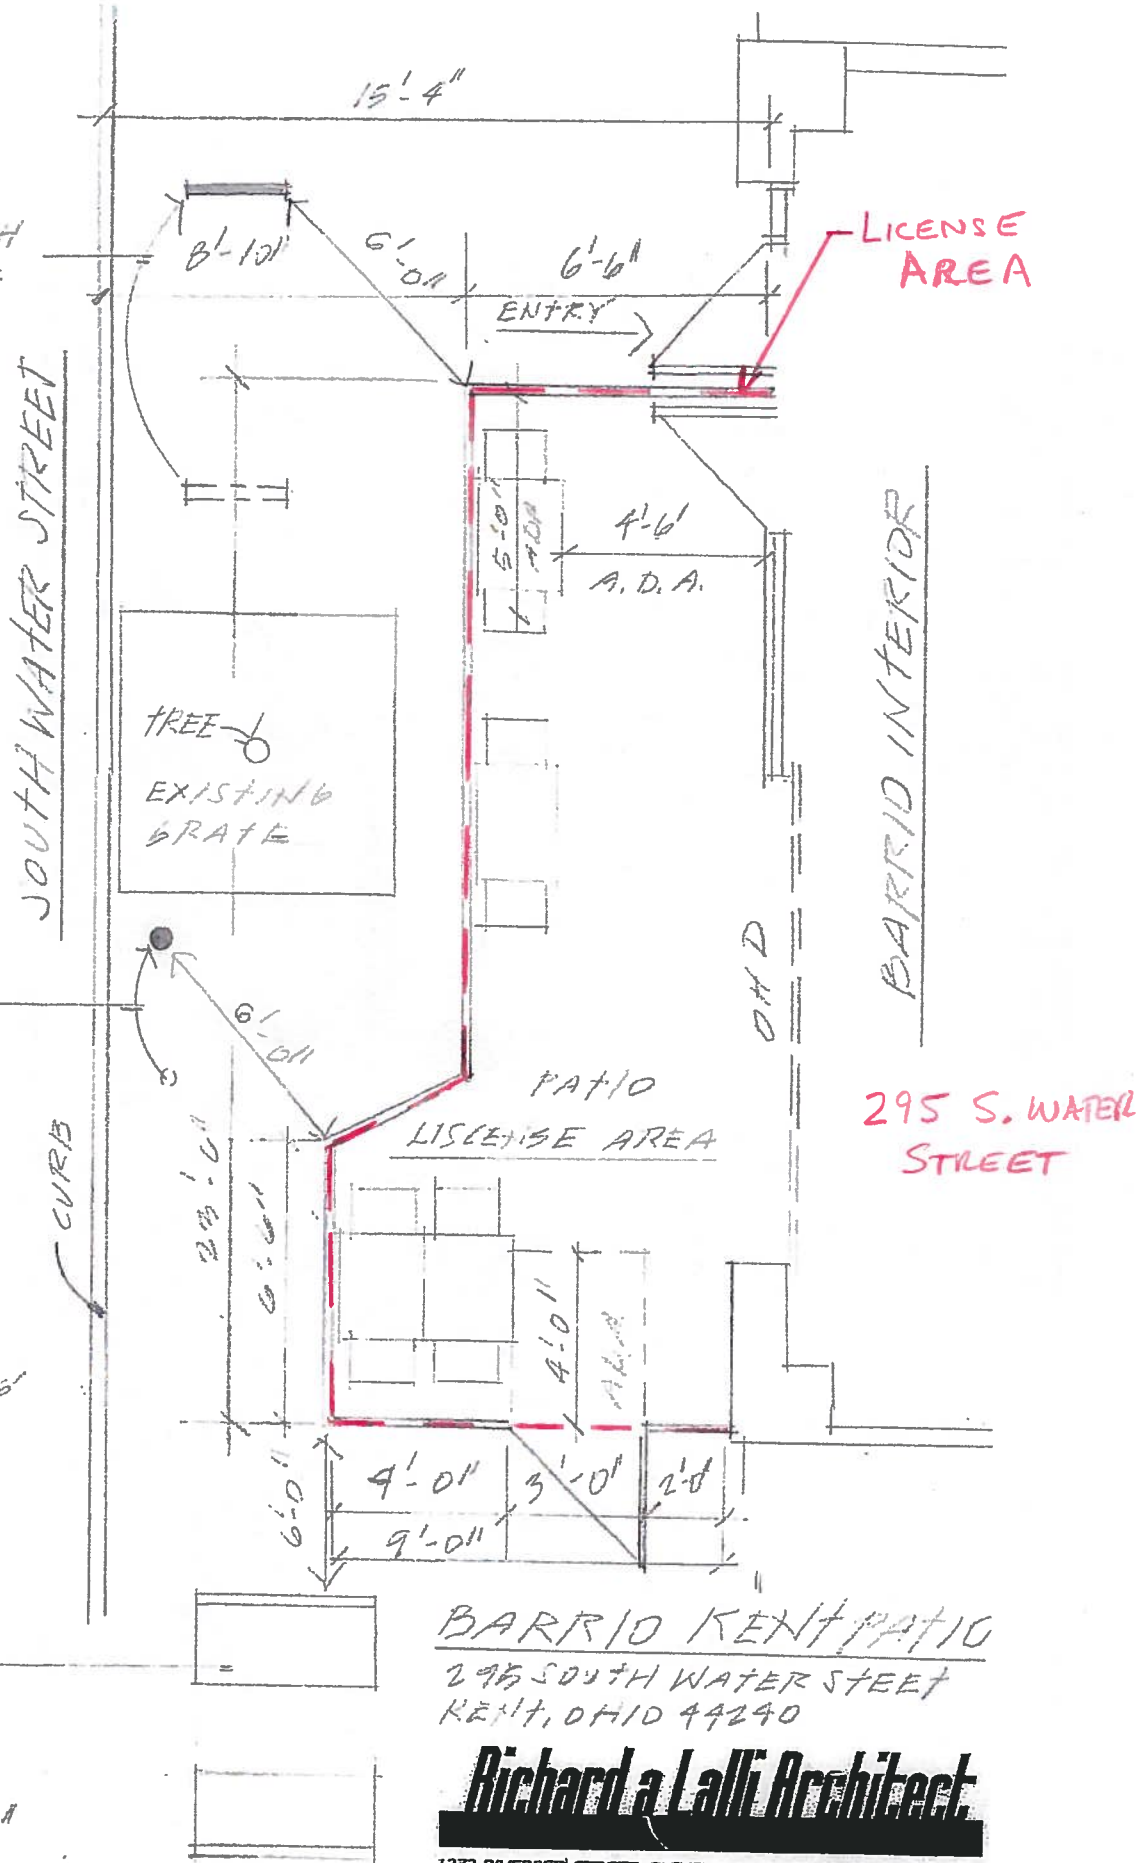 15'-4"
H
8'-10"
6'-0"
6'-6"
LICENSE
AREA
ENTRY
SOUTH WATER STREET
5'-0"
ADA
4'-6"
A.D.A.
BARRIO INTERIOR
TREE
EXISTING
GRATE
OHD
6'-0"
PATIO
LISCENSE AREA
295 S. WATER
STREET
CURB
23'-0"
6'-6"
4'-0"
A.D.A.
6'-0"
4'-0"
3'-0"
2'-0"
9'-0"
BARRIO KENT PATIO
295 SOUTH WATER STEET
KENT, OHIO 44240
Richard a Lalli Architect